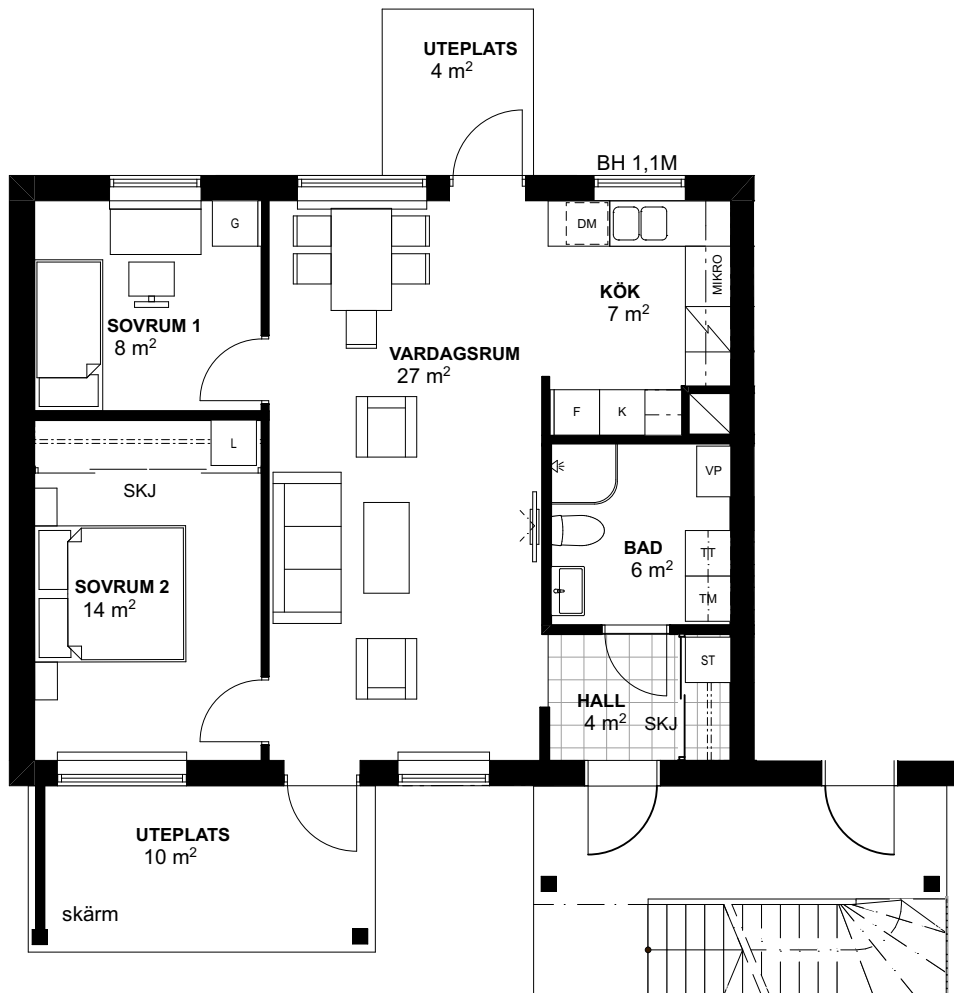 UTEPLATS
4 m²
BH 1,1M
G
DM
MIKRO
KÖK
7 m²
SOVRUM 1
8 m²
VARDAGSRUM
27 m²
F
K
L
SKJ
VP
BAD
6 m²
TT
TM
SOVRUM 2
14 m²
ST
HALL
4 m²
SKJ
UTEPLATS
10 m²
skärm